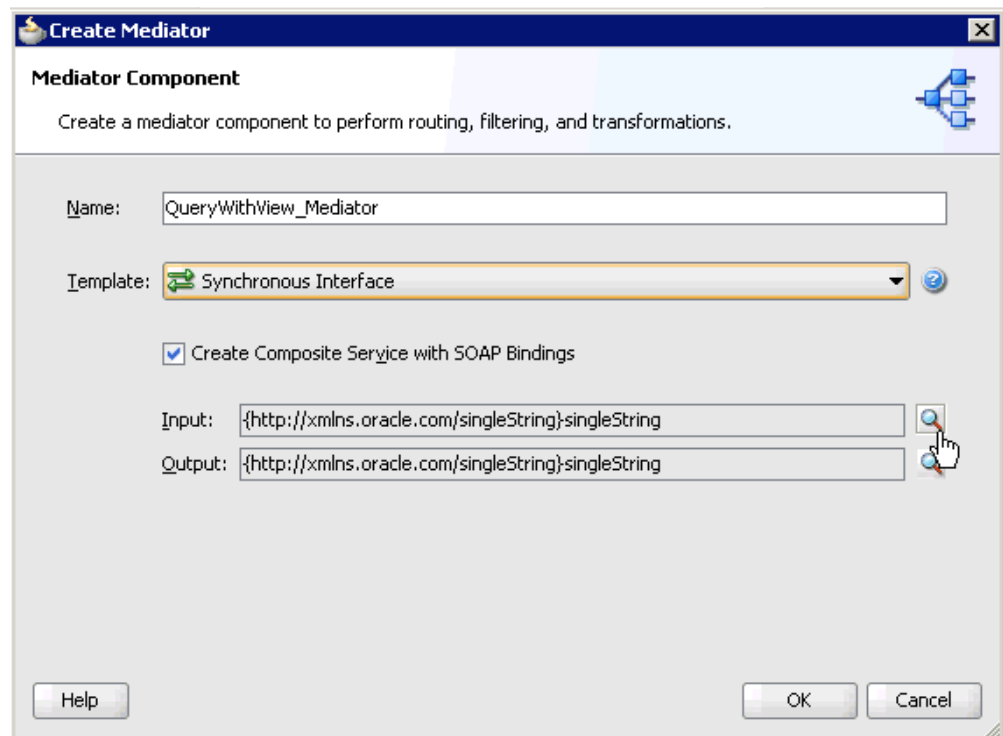 Create Mediator
Mediator Component
Create a mediator component to perform routing, filtering, and transformations.
Name: QueryWithView_Mediator
Template: Synchronous Interface
Create Composite Service with SOAP Bindings
Input: {http://xmlns.oracle.com/singleString}singleString
Output: {http://xmlns.oracle.com/singleString}singleString
Help OK Cancel